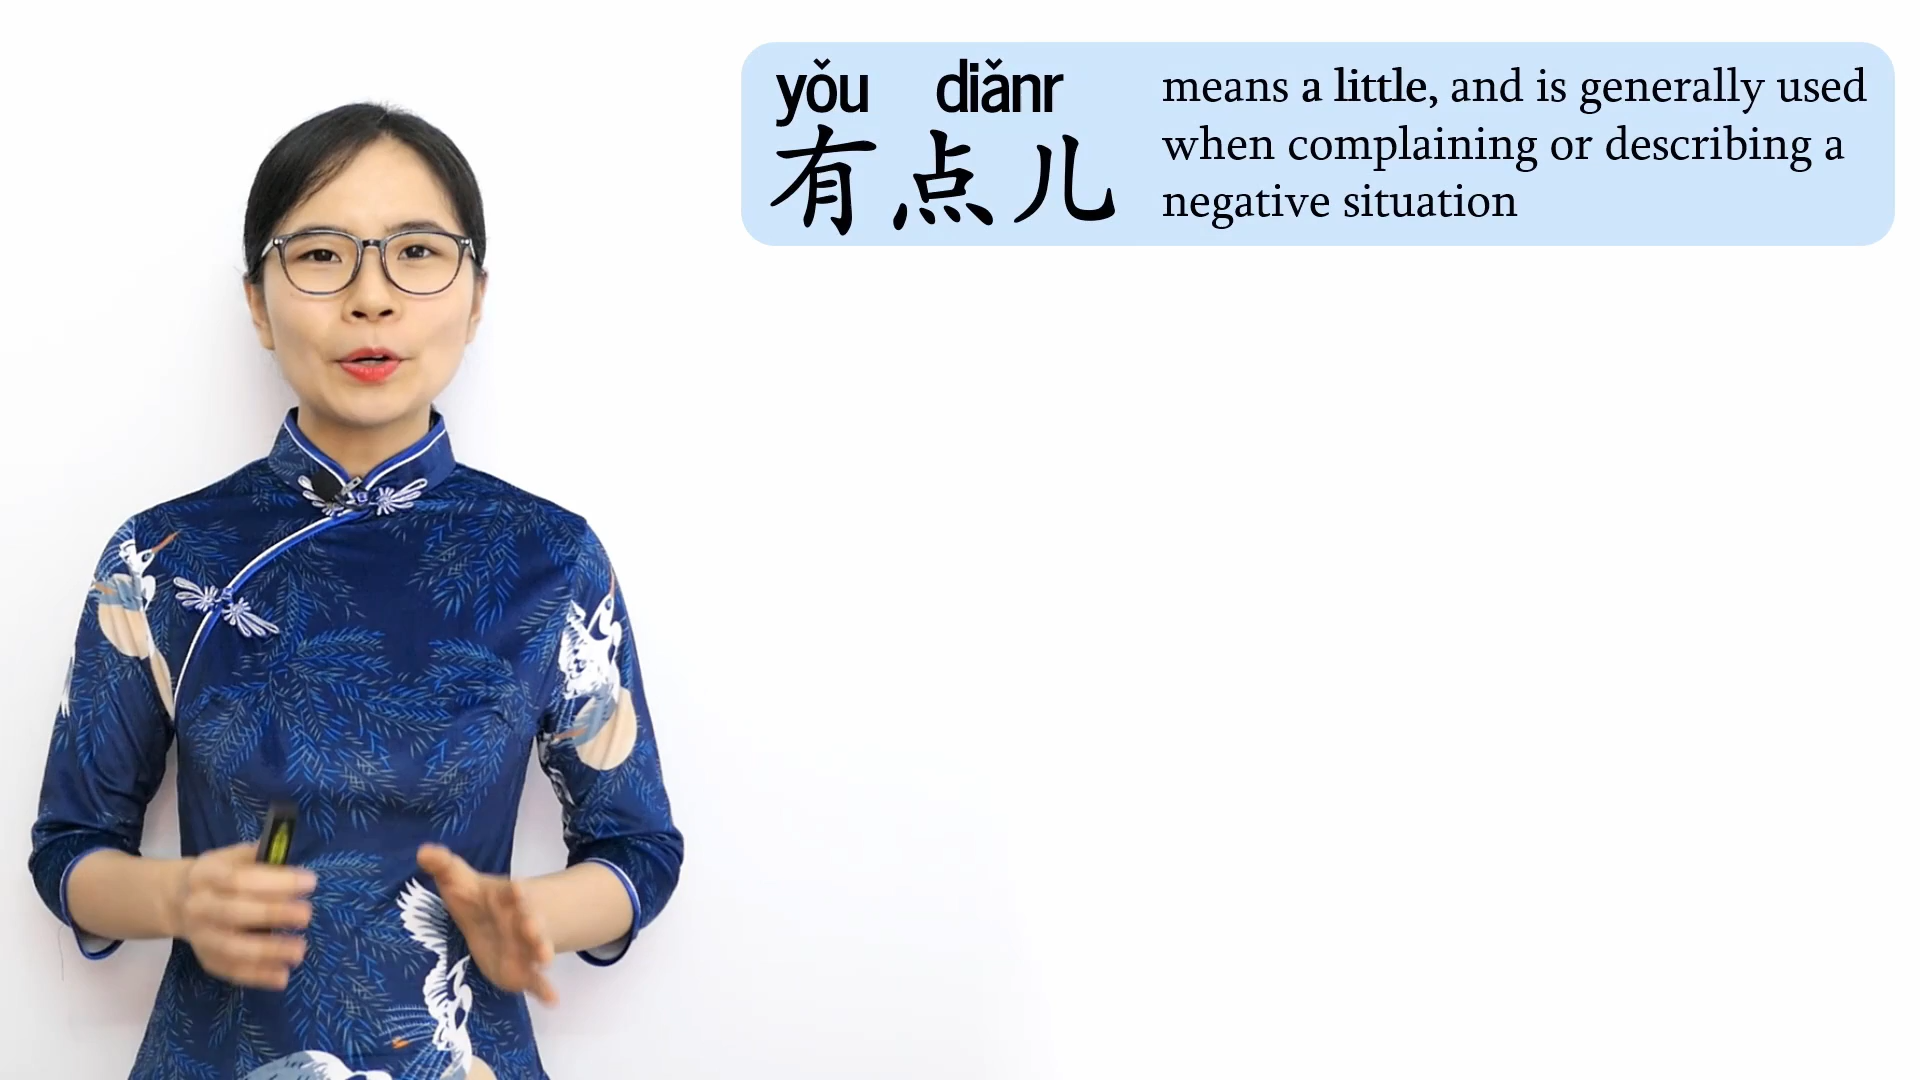 yǒu diǎnr
有点儿
means a little, and is generally used
when complaining or describing a
negative situation